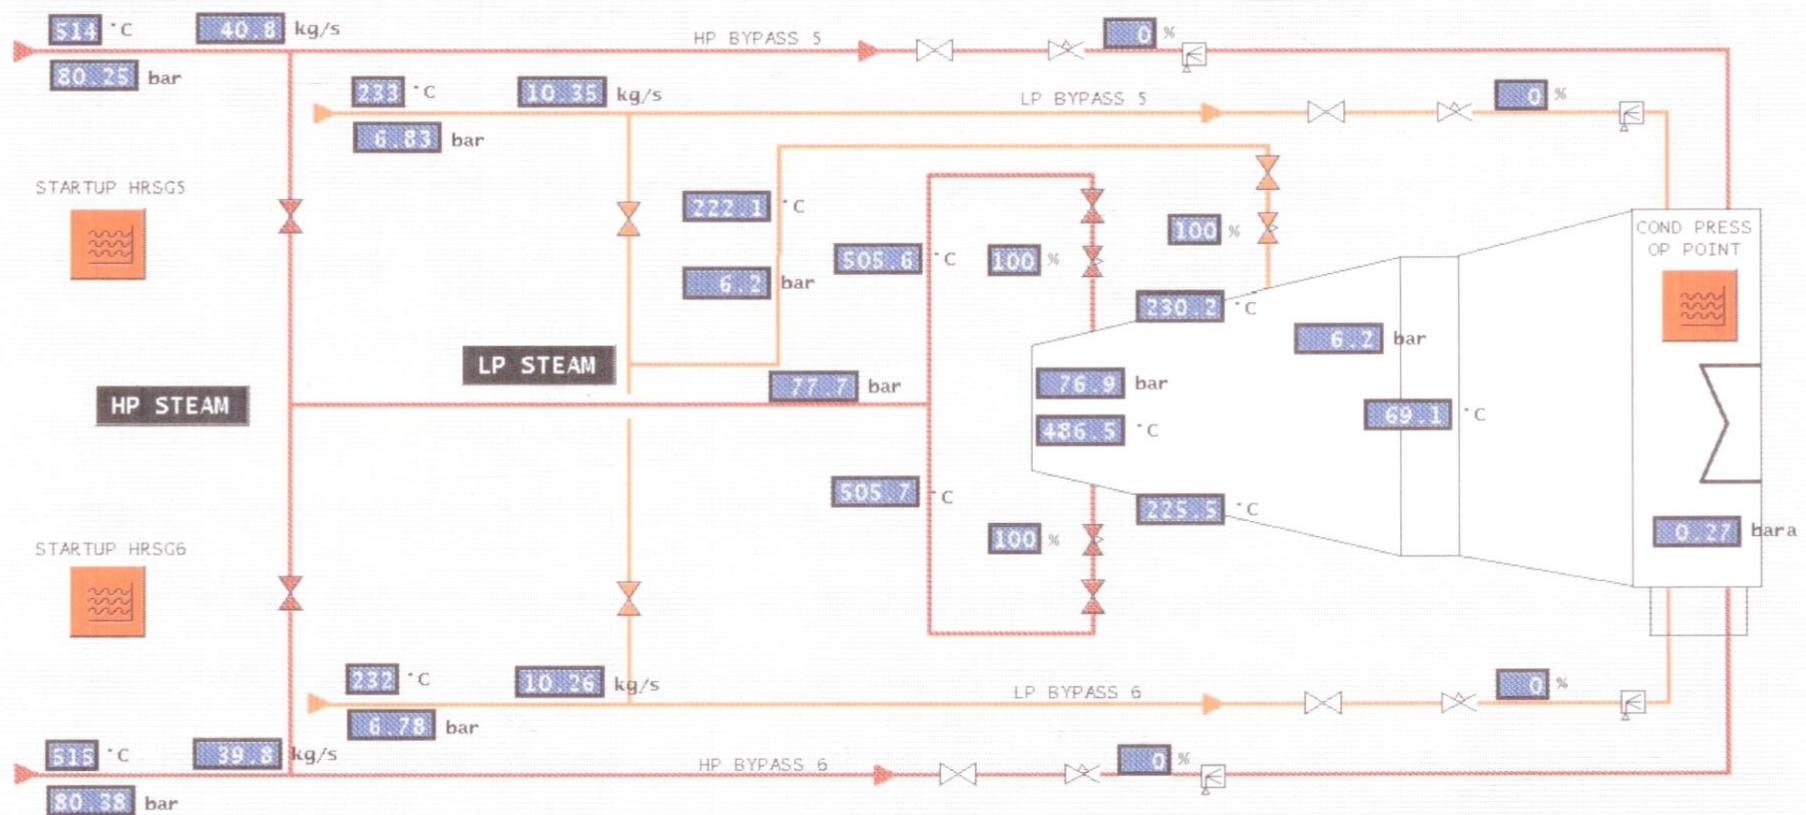 514 °C 40.8 kg/s
HP BYPASS 5
0 %
80.25 bar
233 °C 10.35 kg/s
LP BYPASS 5
0 %
6.83 bar
STARTUP HRSG5
222.1 °C
100 %
COND PRESS
OP POINT
505.6 °C 100 %
6.2 bar
230.2 °C
6.2 bar
LP STEAM
77.7 bar
76.9 bar
HP STEAM
69.1 °C
486.5 °C
505.7 °C
225.5 °C
0.27 bara
100 %
STARTUP HRSG6
232 °C 10.26 kg/s
LP BYPASS 6
0 %
6.78 bar
515 °C 39.8 kg/s
HP BYPASS 6
0 %
80.38 bar